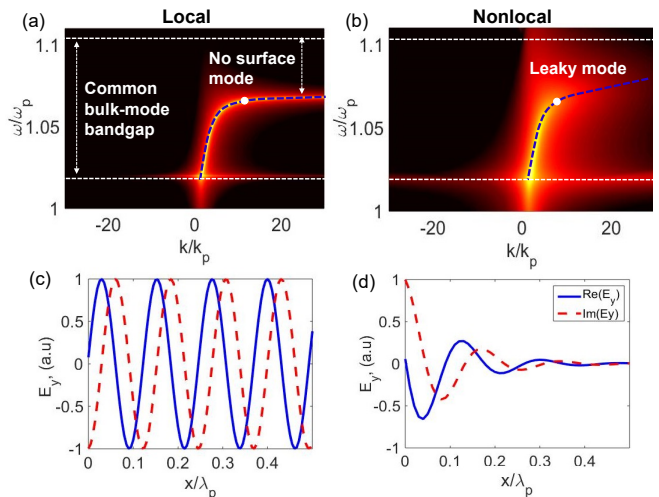 Local
Nonlocal
(a)
(b)
1.1
1.05
1
ω/ω_p
Common
bulk-mode
bandgap
No surface
mode
-20
0
20
k/k_p
1.1
1.05
1
ω/ω_p
Leaky mode
-20
0
20
k/k_p
(c)
(d)
1
0.5
0
-0.5
-1
E_y, (a.u)
0
0.1
0.2
0.3
0.4
x/λ_p
1
0.5
0
-0.5
-1
E_y, (a.u)
Re(E_y)
Im(Ey)
0
0.1
0.2
0.3
0.4
x/λ_p